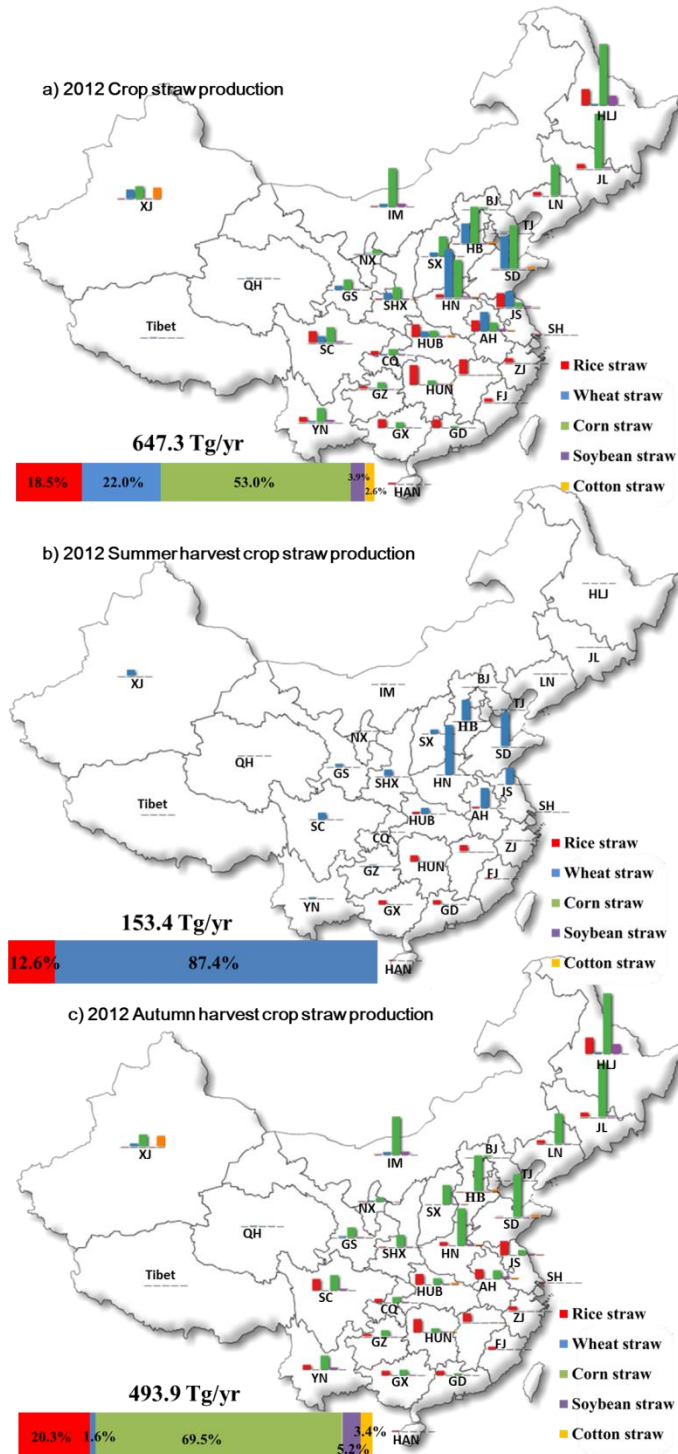 a) 2012 Crop straw production
HLJ
JL
LN
XJ
IM
BJ
TJ
HB
NX
SX
SD
QH
GS
SHX
HN
JS
Tibet
SC
HUB
AH
SH
CQ
ZJ
GZ
HUN
FJ
YN
GX
GD
HAN
Rice straw
Wheat straw
Corn straw
Soybean straw
Cotton straw
647.3 Tg/yr
18.5% 22.0% 53.0% 3.9% 2.6%
b) 2012 Summer harvest crop straw production
HLJ
JL
LN
XJ
IM
BJ
TJ
HB
NX
SX
SD
QH
GS
SHX
HN
JS
Tibet
SC
HUB
AH
SH
CQ
ZJ
GZ
HUN
FJ
YN
GX
GD
HAN
Rice straw
Wheat straw
Corn straw
Soybean straw
Cotton straw
153.4 Tg/yr
12.6% 87.4%
c) 2012 Autumn harvest crop straw production
HLJ
JL
LN
XJ
IM
BJ
TJ
HB
NX
SX
SD
QH
GS
SHX
HN
JS
Tibet
SC
HUB
AH
SH
CQ
ZJ
GZ
HUN
FJ
YN
GX
GD
HAN
Rice straw
Wheat straw
Corn straw
Soybean straw
Cotton straw
493.9 Tg/yr
20.3% 1.6% 69.5% 5.2% 3.4%